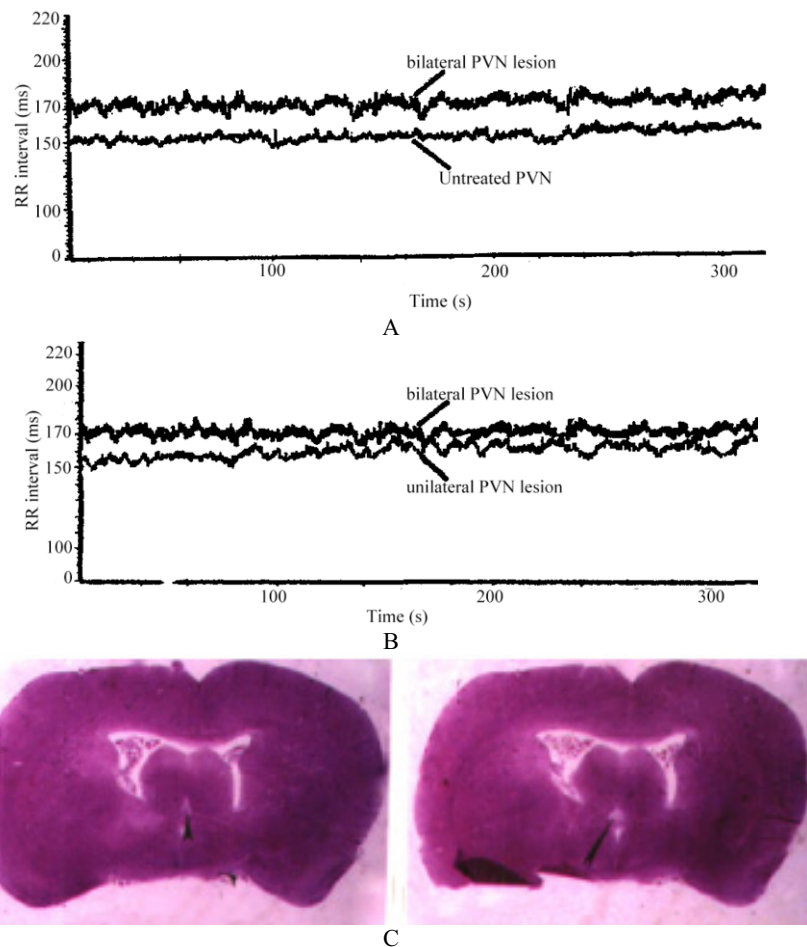 220
200
bilateral PVN lesion
170
150
Untreated PVN
100
0
RR interval (ms)
100
200
300
Time (s)
A
220
200
bilateral PVN lesion
170
150
unilateral PVN lesion
100
0
RR interval (ms)
100
200
300
Time (s)
B
C